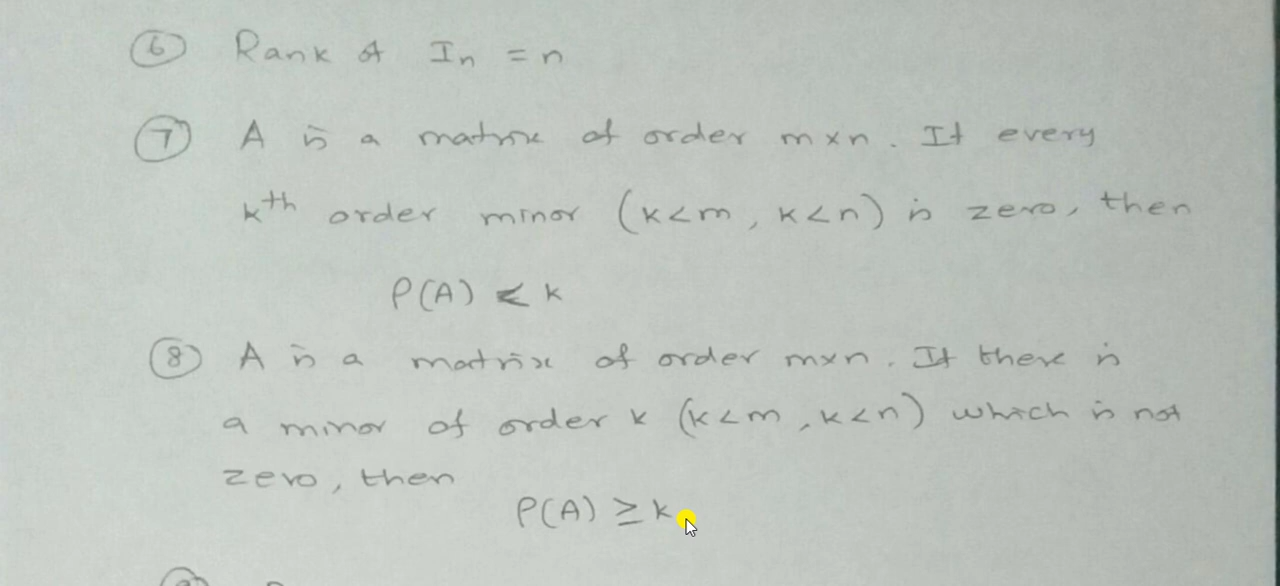 ⑥ Rank of In = n
⑦ A is a matrix of order m×n. If every
kth order minor (k<m, k<n) is zero, then
ρ(A) < k
⑧ A is a matrix of order m×n. If there is
a minor of order k (k<m, k<n) which is not
zero, then
ρ(A) ≥ k